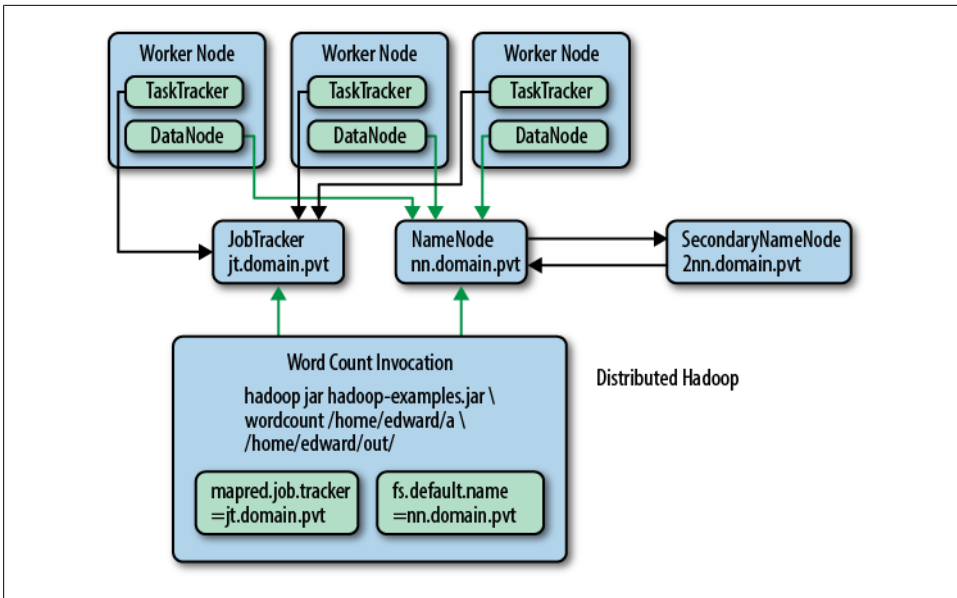 Worker Node
TaskTracker
DataNode
Worker Node
TaskTracker
DataNode
Worker Node
TaskTracker
DataNode
JobTracker
jt.domain.pvt
NameNode
nn.domain.pvt
SecondaryNameNode
2nn.domain.pvt
Word Count Invocation
hadoop jar hadoop-examples.jar \
wordcount /home/edward/a \
/home/edward/out/
mapred.job.tracker
=jt.domain.pvt
fs.default.name
=nn.domain.pvt
Distributed Hadoop